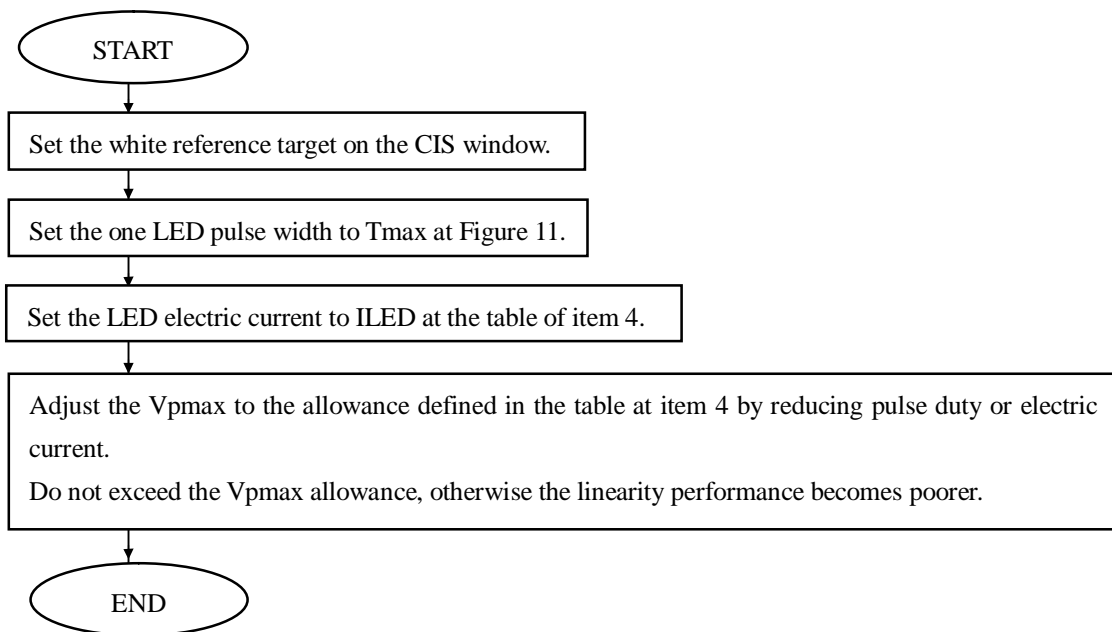 START
Set the white reference target on the CIS window.
Set the one LED pulse width to Tmax at Figure 11.
Set the LED electric current to ILED at the table of item 4.
Adjust the Vpmax to the allowance defined in the table at item 4 by reducing pulse duty or electric
current.
Do not exceed the Vpmax allowance, otherwise the linearity performance becomes poorer.
END